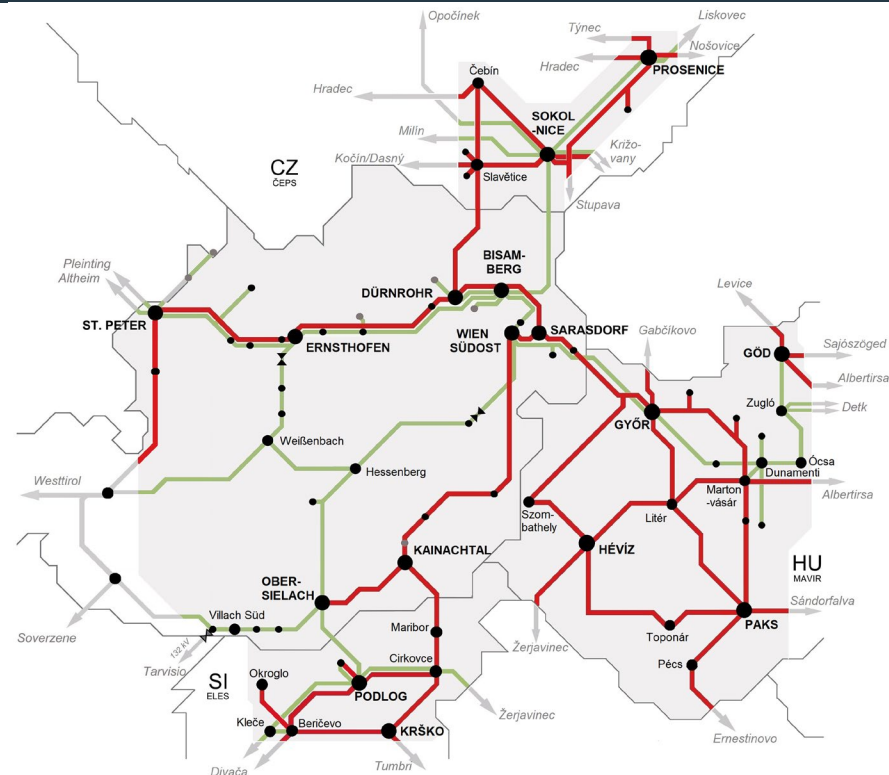 Opočínek
Týnec
Liskovec
Nošovice
Hradec
PROSENICE
Čebín
Hradec
SOKOL
-NICE
Milín
Križo-
vany
Kočín/Dasný
Slavětice
CZ
ČEPS
Stupava
Pleinting
Altheim
BISAM-
BERG
DÜRNROHR
Levice
ST. PETER
ERNSTHOFEN
WIEN
SÜDOST
SARASDORF
Gabčíkovo
GÖD
Sajószöged
Albertirsa
Zugló
Detk
GYŐR
Weißenbach
Hessenberg
Ócsa
Dunamenti
Westtirol
Marton
-vásár
Albertirsa
Szom-
bathely
Litér
KAINACHTAL
HÉVÍZ
HU
MAVIR
OBER-
SIELACH
Villach Süd
Sándorfalva
PAKS
Soverzene
Maribor
Toponár
132 kV
Tarvisio
Žerjavinec
Cirkovce
Pécs
SI
ELES
Okroglo
PODLOG
Žerjavinec
Kleče
Beričevo
KRŠKO
Ernestinovo
Divača
Tumbri